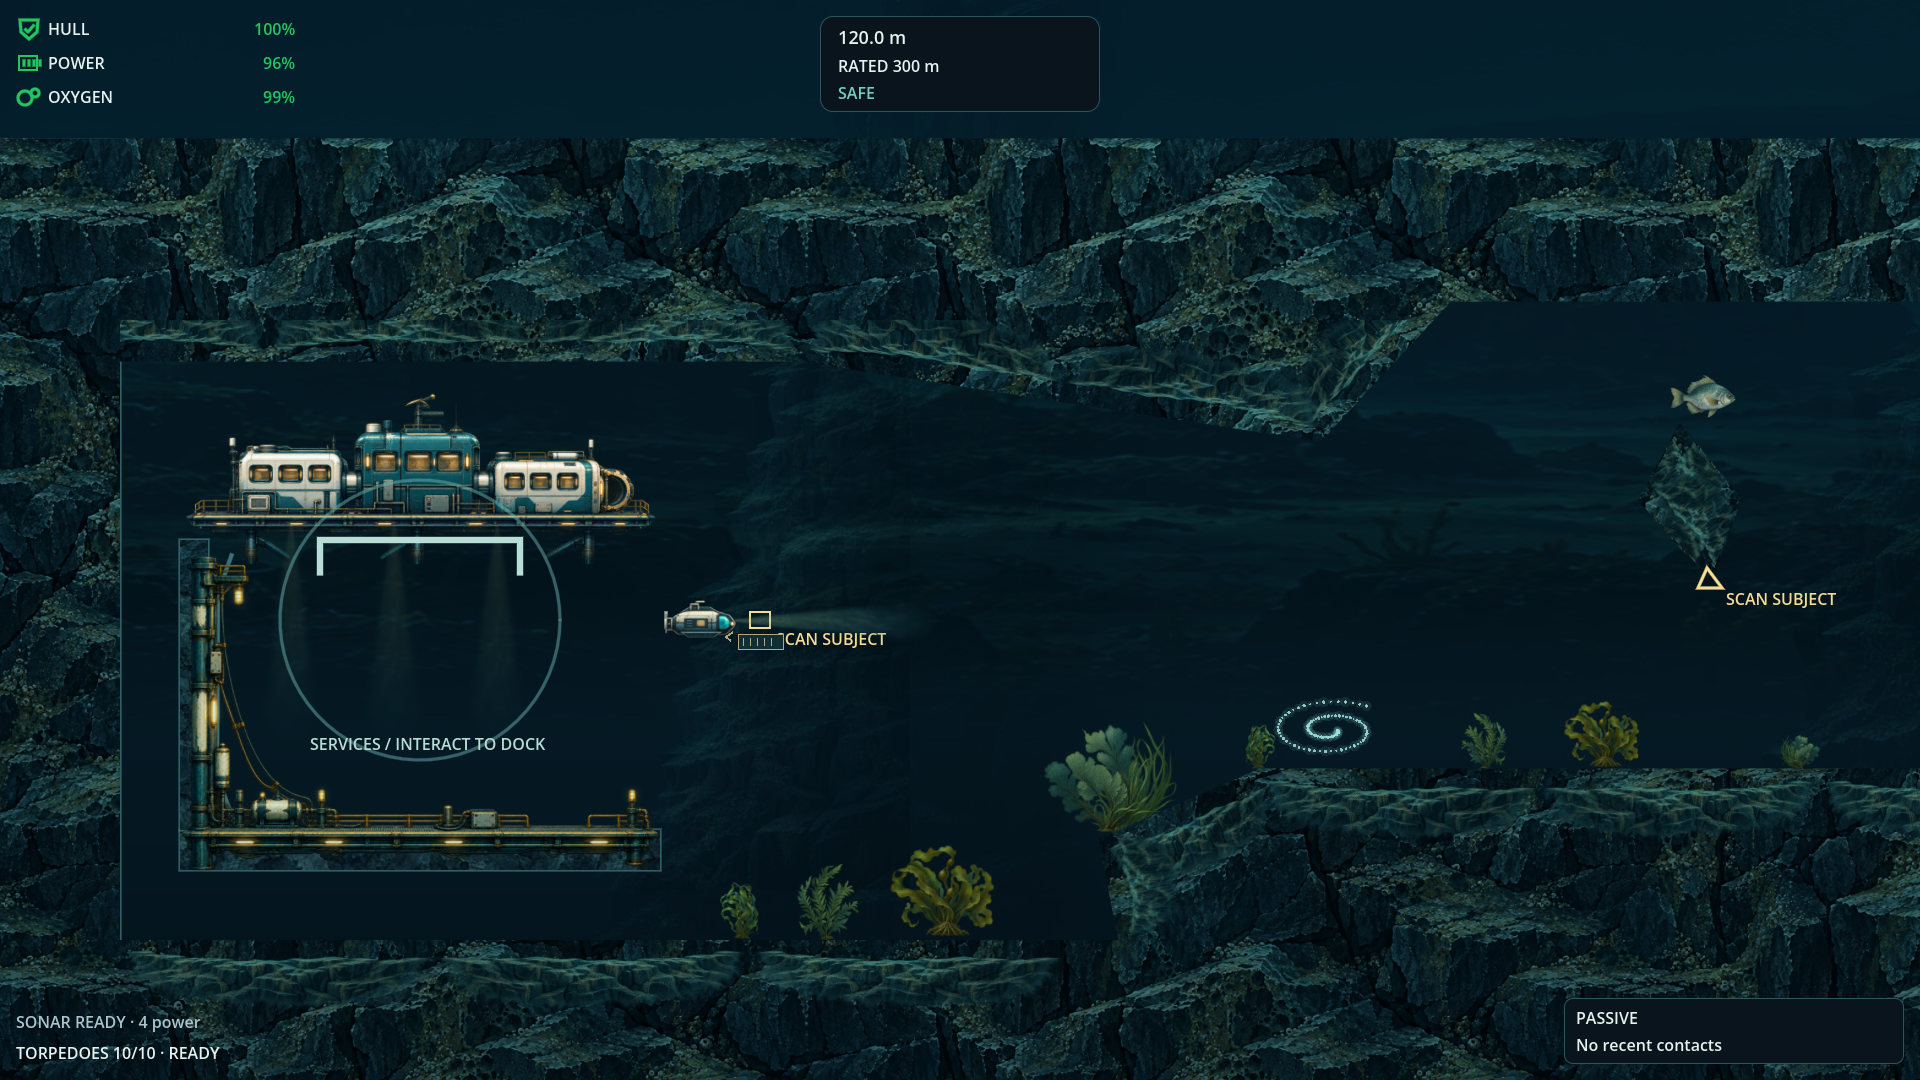 HULL 100%
POWER 96%
OXYGEN 99%
120.0 m
RATED 300 m
SAFE
SCAN SUBJECT
CAN SUBJECT
SERVICES / INTERACT TO DOCK
SONAR READY · 4 power
TORPEDOES 10/10 · READY
PASSIVE
No recent contacts